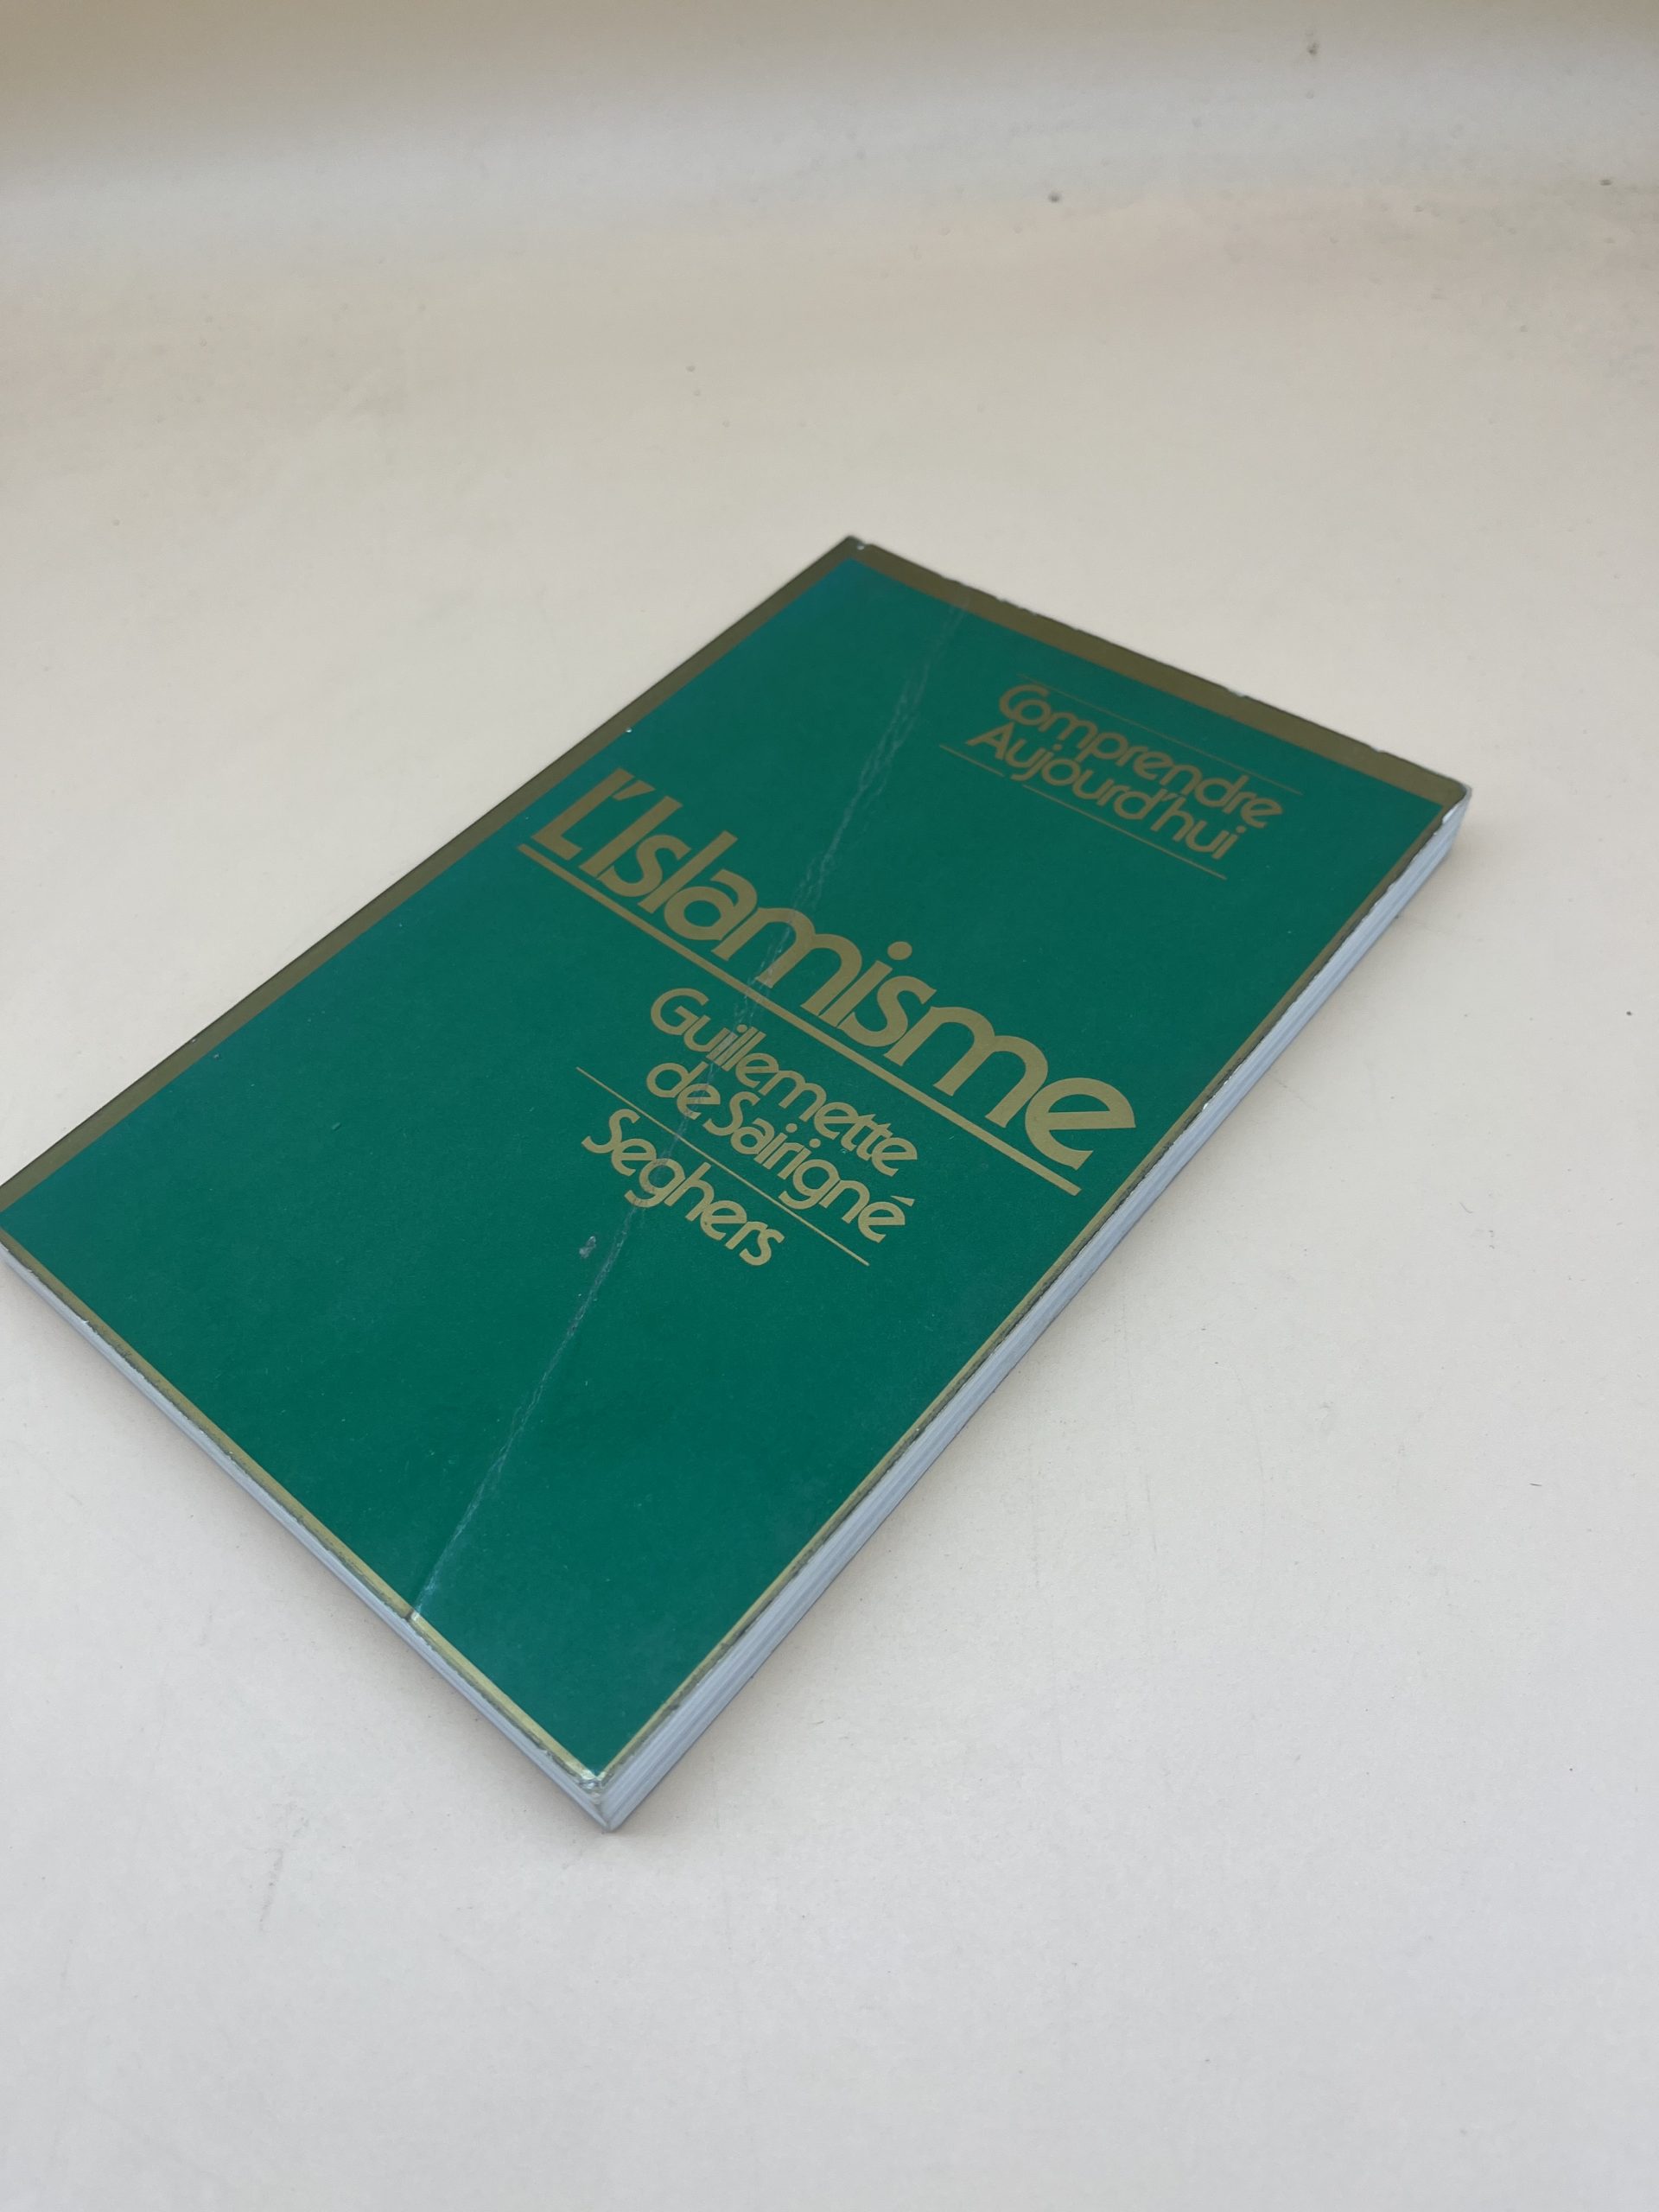 Comprendre
Aujourd'hui
L'Islamisme
Guillemette
de Sairigné
Seghers